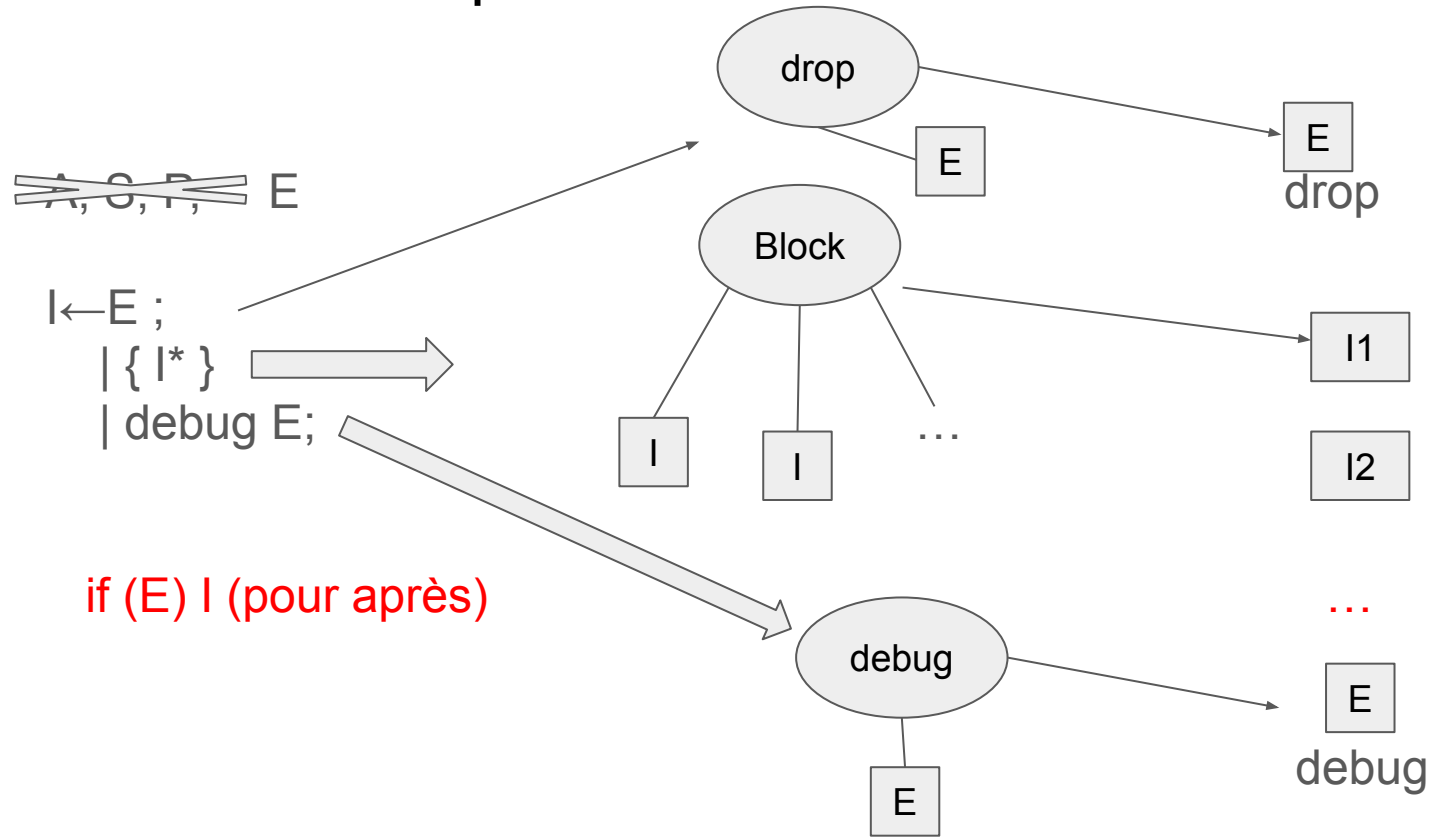 drop
E
E
drop
A, S, P, E
Block
I←E ;
| { I* }
| debug E;
I1
I
I
…
I2
if (E) I (pour après)
…
debug
E
debug
E